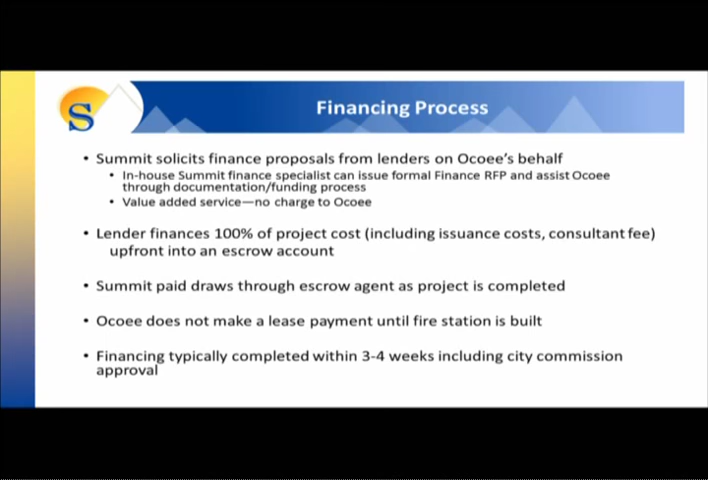 S
Financing Process
• Summit solicits finance proposals from lenders on Ocoee's behalf
• In-house Summit finance specialist can issue formal Finance RFP and assist Ocoee
through documentation/funding process
• Value added service—no charge to Ocoee
• Lender finances 100% of project cost (including issuance costs, consultant fee)
upfront into an escrow account
• Summit paid draws through escrow agent as project is completed
• Ocoee does not make a lease payment until fire station is built
• Financing typically completed within 3-4 weeks including city commission
approval